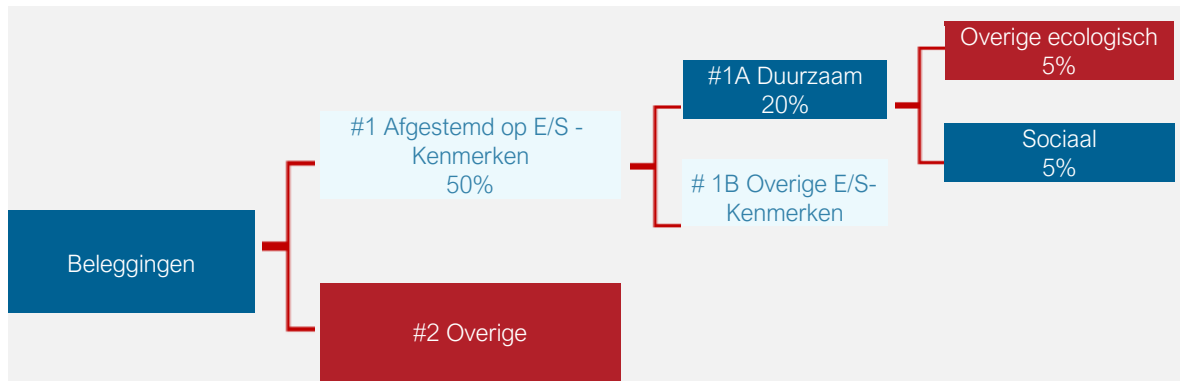 Beleggingen
#1 Afgestemd op E/S -
Kenmerken
50%
#2 Overige
#1A Duurzaam
20%
# 1B Overige E/S-
Kenmerken
Overige ecologisch
5%
Sociaal
5%